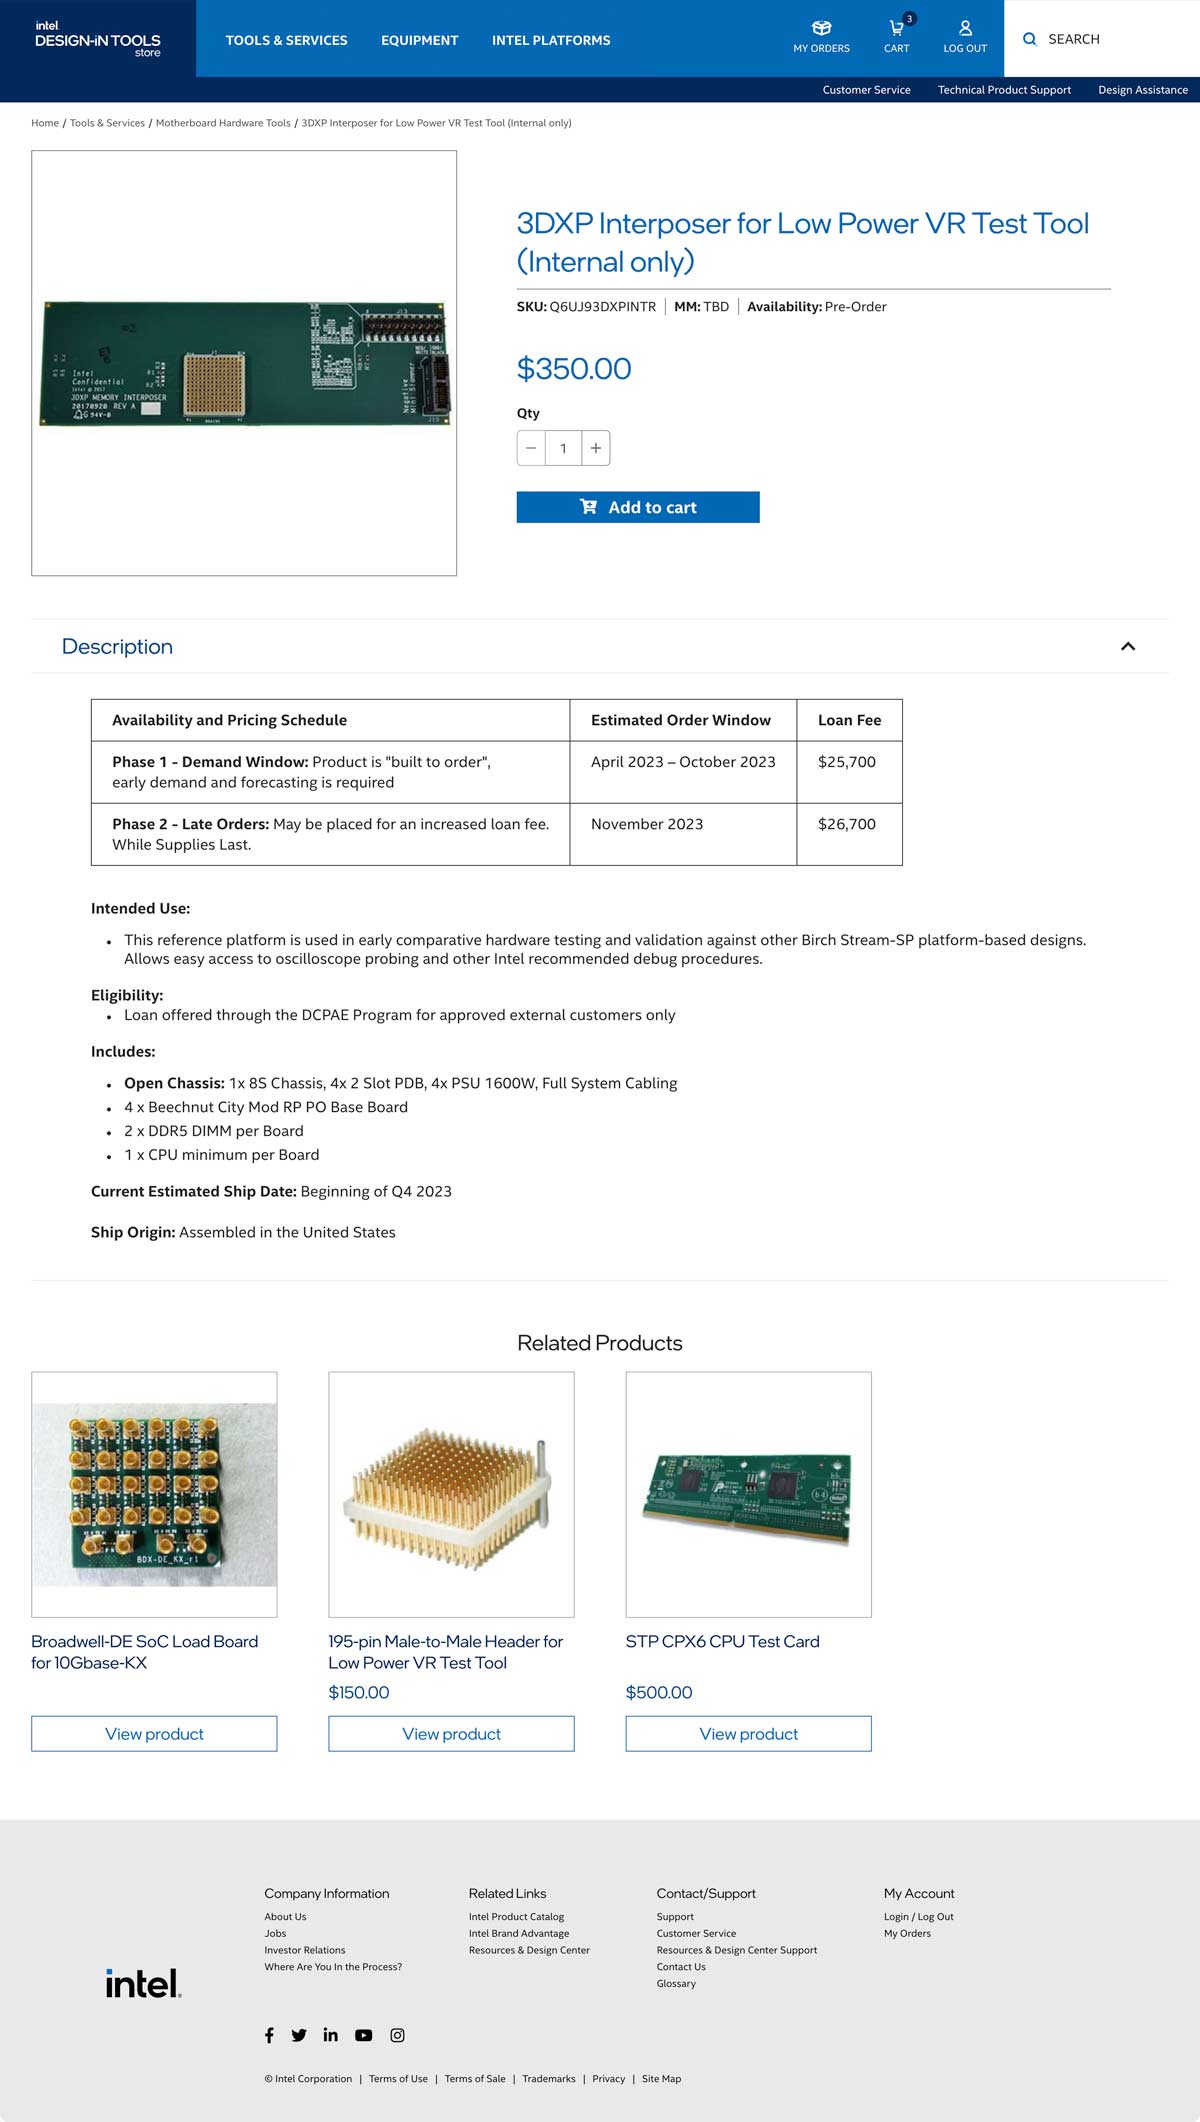 intel
DESIGN-iN TOOLS
store
TOOLS & SERVICES
EQUIPMENT
INTEL PLATFORMS
MY ORDERS
3
CART
LOG OUT
SEARCH
Customer Service
Technical Product Support
Design Assistance
Home / Tools & Services / Motherboard Hardware Tools / 3DXP Interposer for Low Power VR Test Tool (Internal only)
Intel
Confidential
Intel © 2017
3DXP MEMORY INTERPOSER
20170920 REV A
94V-0
R1
R2
J1
J13
Negative
Mini Slammer
J15
3DXP Interposer for Low Power VR Test Tool
(Internal only)
SKU: Q6UJ93DXPINTR | MM: TBD | Availability: Pre-Order
$350.00
Qty
− 1 +
Add to cart
Description
Availability and Pricing Schedule
Estimated Order Window
Loan Fee
Phase 1 - Demand Window: Product is "built to order",
early demand and forecasting is required
April 2023 – October 2023
$25,700
Phase 2 - Late Orders: May be placed for an increased loan fee.
While Supplies Last.
November 2023
$26,700
Intended Use:
• This reference platform is used in early comparative hardware testing and validation against other Birch Stream-SP platform-based designs.
Allows easy access to oscilloscope probing and other Intel recommended debug procedures.
Eligibility:
• Loan offered through the DCPAE Program for approved external customers only
Includes:
• Open Chassis: 1x 8S Chassis, 4x 2 Slot PDB, 4x PSU 1600W, Full System Cabling
• 4 x Beechnut City Mod RP PO Base Board
• 2 x DDR5 DIMM per Board
• 1 x CPU minimum per Board
Current Estimated Ship Date: Beginning of Q4 2023
Ship Origin: Assembled in the United States
Related Products
BDX-DE_KX_r1
Broadwell-DE SoC Load Board
for 10Gbase-KX
View product
195-pin Male-to-Male Header for
Low Power VR Test Tool
$150.00
View product
STP CPX6 CPU Test Card
$500.00
View product
intel.
Company Information
About Us
Jobs
Investor Relations
Where Are You In the Process?
Related Links
Intel Product Catalog
Intel Brand Advantage
Resources & Design Center
Contact/Support
Support
Customer Service
Resources & Design Center Support
Contact Us
Glossary
My Account
Login / Log Out
My Orders
© Intel Corporation | Terms of Use | Terms of Sale | Trademarks | Privacy | Site Map